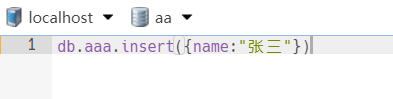 localhost aa
1 db.aaa.insert({name:"张三"})